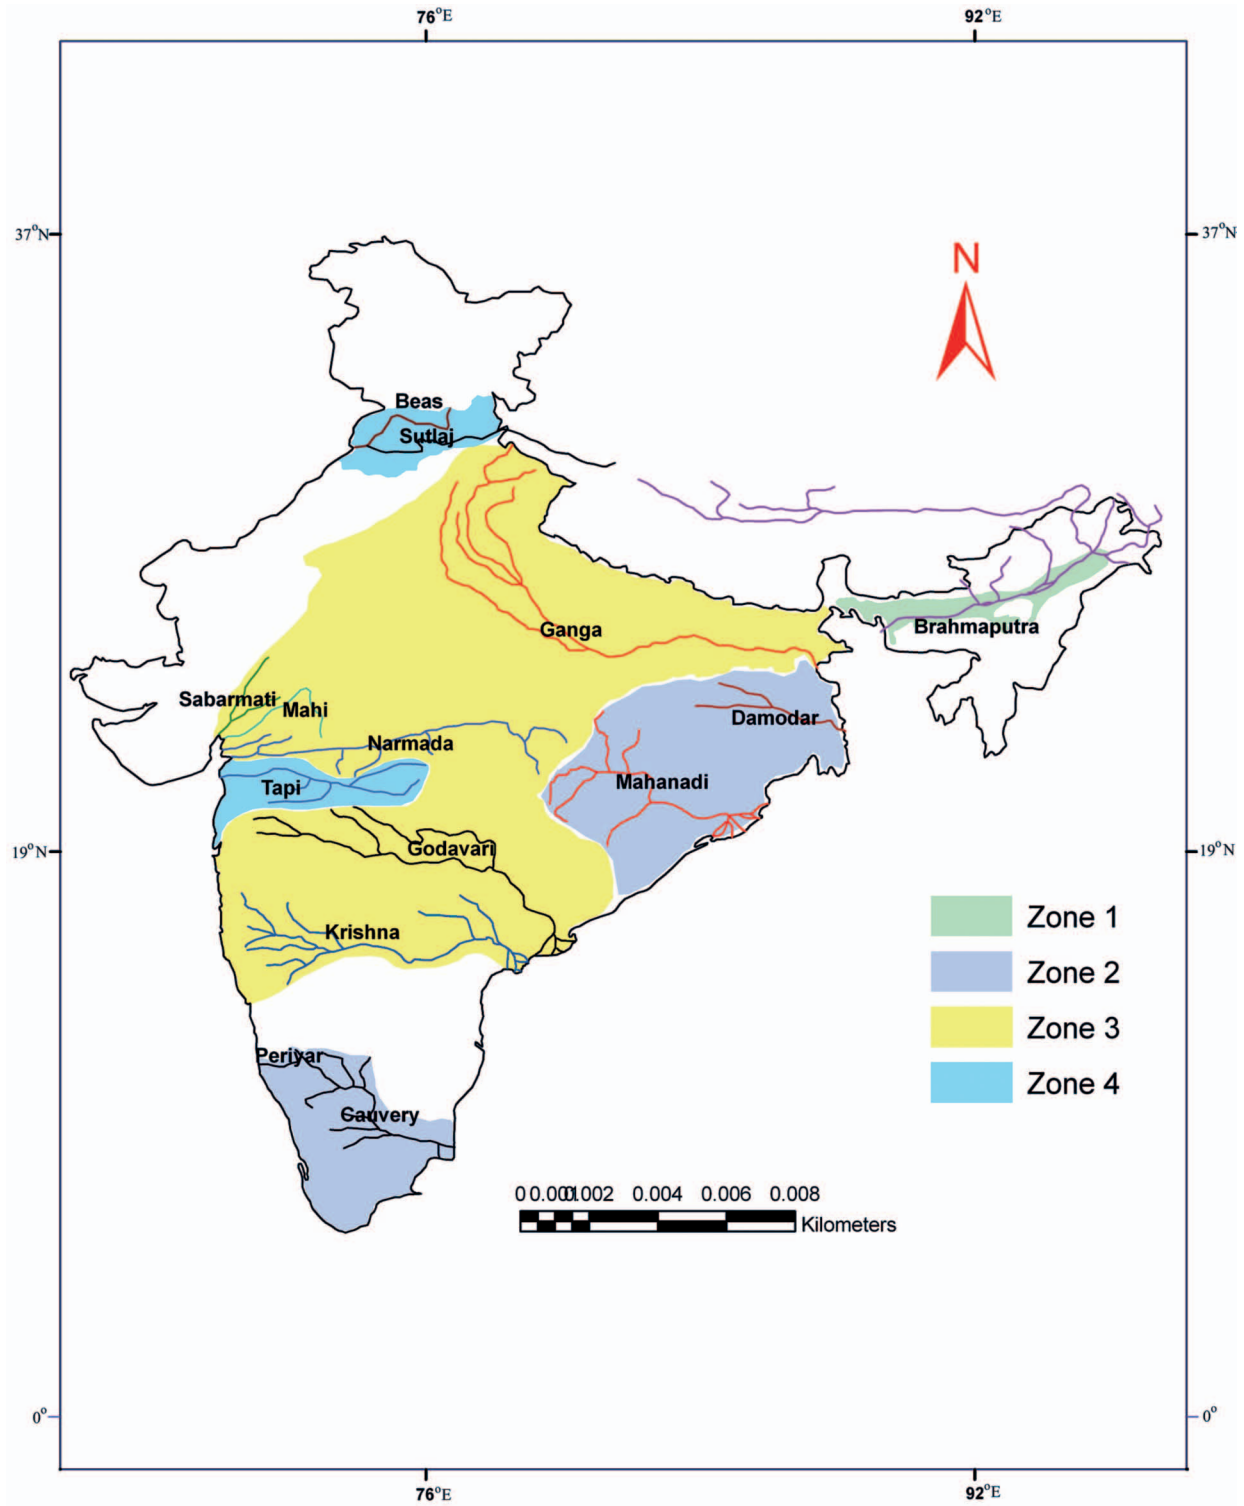 76°E 92°E
37°N 37°N
N
Beas
Sutlaj
Ganga
Brahmaputra
Sabarmati
Mahi
Damodar
Narmada
Mahanadi
Tapi
Godavari
19°N 19°N
Krishna
Zone 1
Zone 2
Zone 3
Zone 4
Periyar
Cauvery
0 0.001 0.002 0.004 0.006 0.008
Kilometers
0° 0°
76°E 92°E